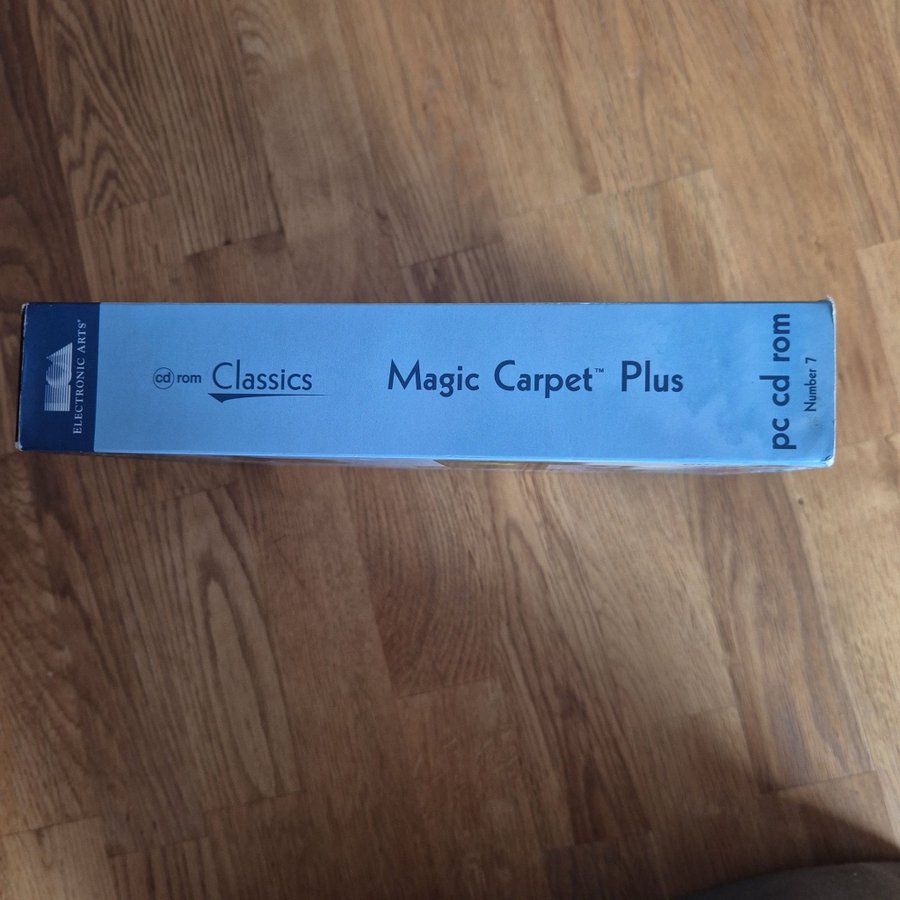 ELECTRONIC ARTS®
cd rom Classics
Magic Carpet™ Plus
pc cd rom
Number 7